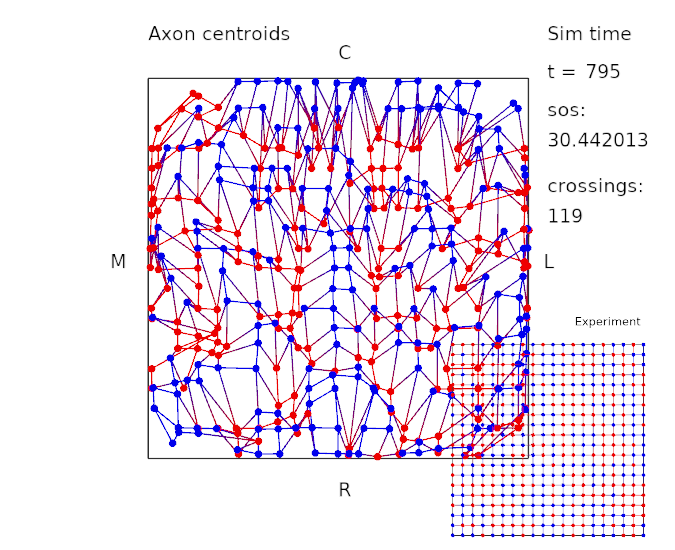 Axon centroids
C
Sim time
t = 795
sos:
30.442013
crossings:
119
M
L
Experiment
R